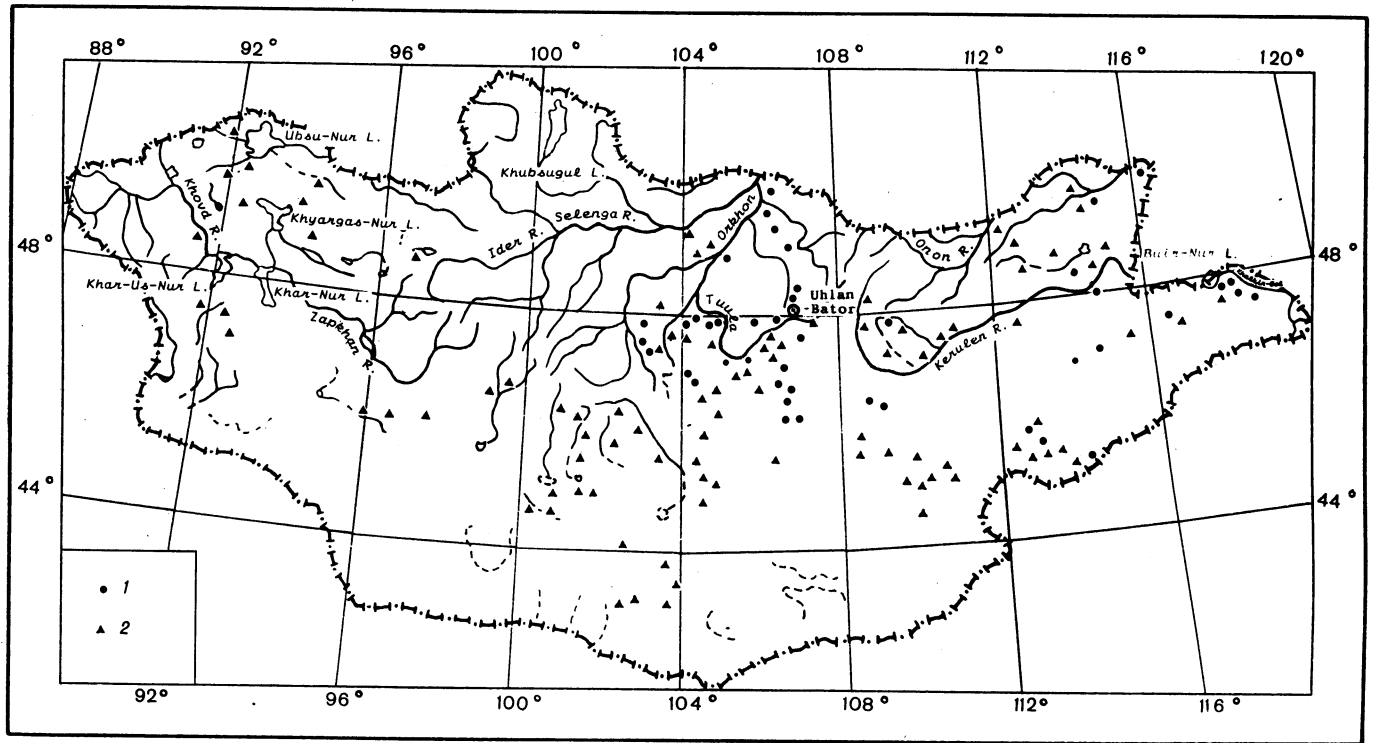 88° 92° 96° 100° 104° 108° 112° 116° 120°
Ubsu-Nur L.
Khubsugul L.
Khovd R.
Khyargas-Nur L.
Selenga R.
Orkhon
Ider R.
Onon R.
48° 48°
Buir-Nur L.
Khar-Us-Nur L.
Khar-Nur L.
Tuula
Uhlan
-Bator
Zapkhan R.
Kerulen R.
44° 44°
1
2
92° 96° 100° 104° 108° 112° 116°